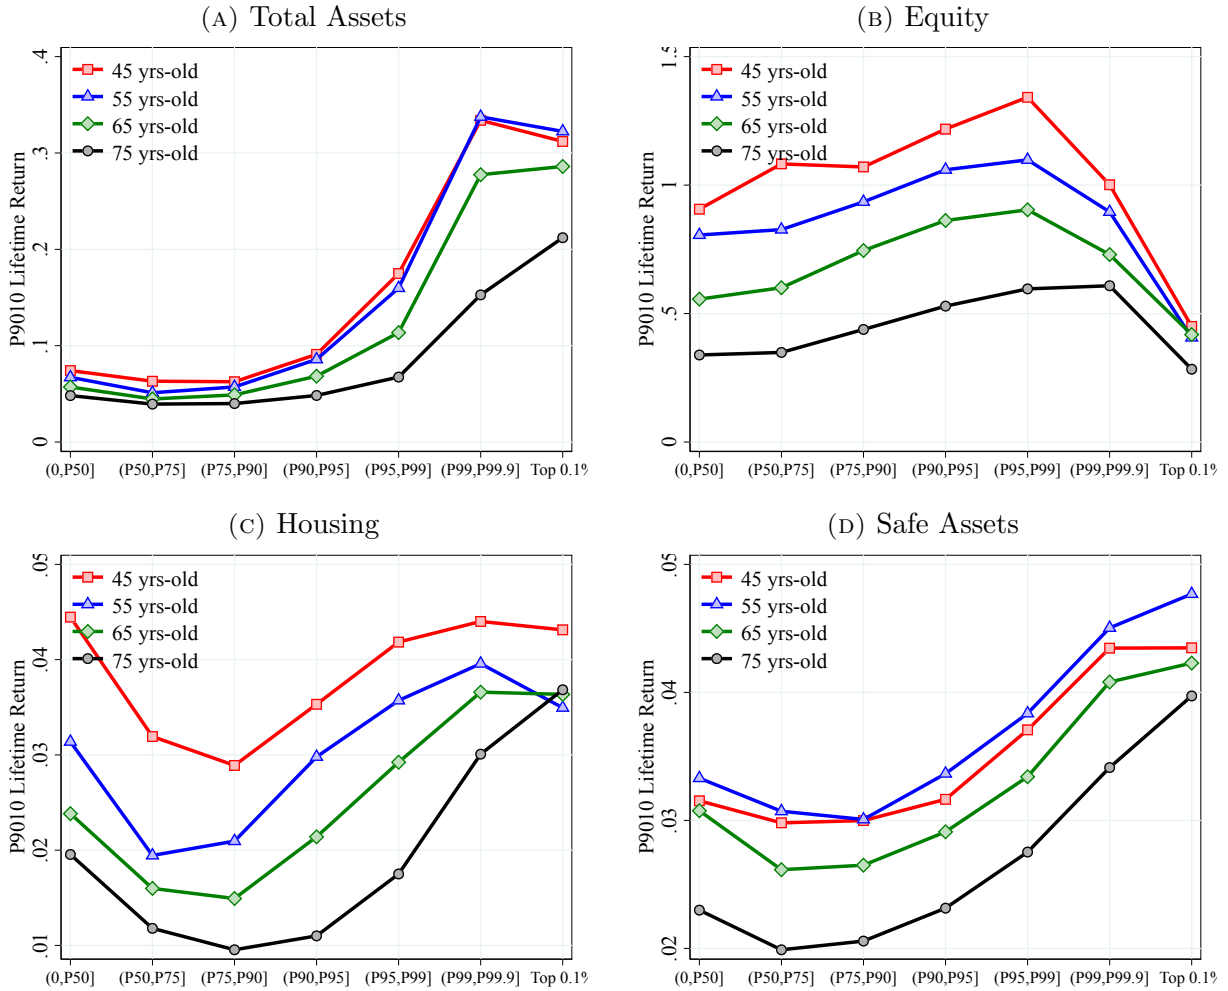 (A) Total Assets
P9010 Lifetime Return
.4
.3
.2
.1
0
45 yrs-old
55 yrs-old
65 yrs-old
75 yrs-old
(0,P50] (P50,P75] (P75,P90] (P90,P95] (P95,P99] (P99,P99.9] Top 0.1%
(B) Equity
P9010 Lifetime Return
1.5
1
.5
0
45 yrs-old
55 yrs-old
65 yrs-old
75 yrs-old
(0,P50] (P50,P75] (P75,P90] (P90,P95] (P95,P99] (P99,P99.9] Top 0.1%
(C) Housing
P9010 Lifetime Return
.05
.04
.03
.02
.01
45 yrs-old
55 yrs-old
65 yrs-old
75 yrs-old
(0,P50] (P50,P75] (P75,P90] (P90,P95] (P95,P99] (P99,P99.9] Top 0.1%
(D) Safe Assets
P9010 Lifetime Return
.05
.04
.03
.02
45 yrs-old
55 yrs-old
65 yrs-old
75 yrs-old
(0,P50] (P50,P75] (P75,P90] (P90,P95] (P95,P99] (P99,P99.9] Top 0.1%